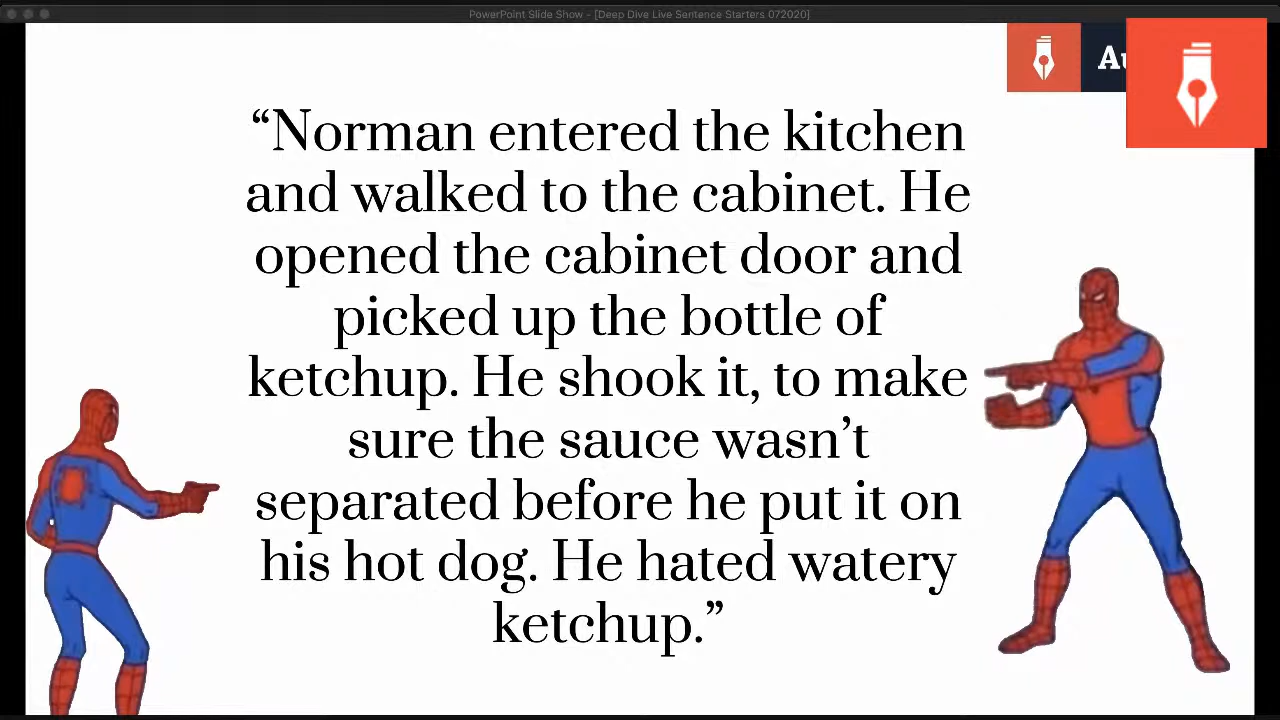 PowerPoint Slide Show - [Deep Dive Live Sentence Starters 072020]
Au
“Norman entered the kitchen
and walked to the cabinet. He
opened the cabinet door and
picked up the bottle of
ketchup. He shook it, to make
sure the sauce wasn’t
separated before he put it on
his hot dog. He hated watery
ketchup.”